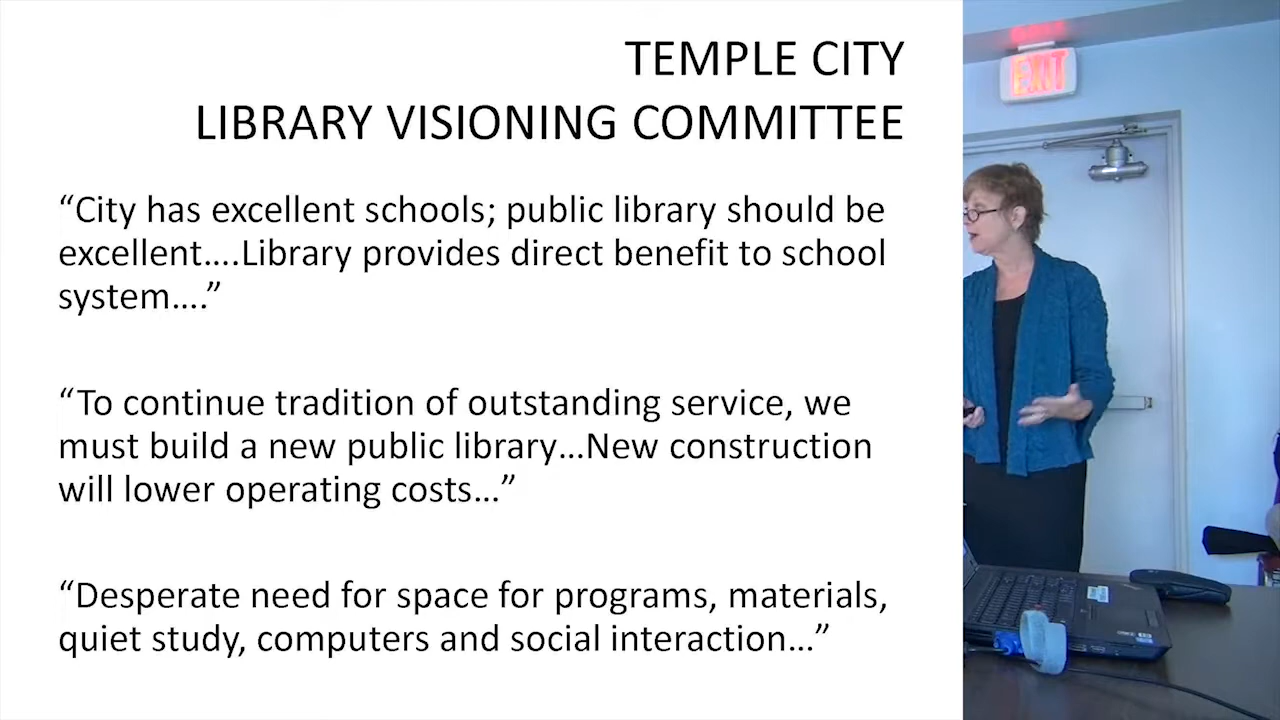 TEMPLE CITY
LIBRARY VISIONING COMMITTEE
“City has excellent schools; public library should be
excellent….Library provides direct benefit to school
system….”
“To continue tradition of outstanding service, we
must build a new public library…New construction
will lower operating costs…”
“Desperate need for space for programs, materials,
quiet study, computers and social interaction…”
EXIT